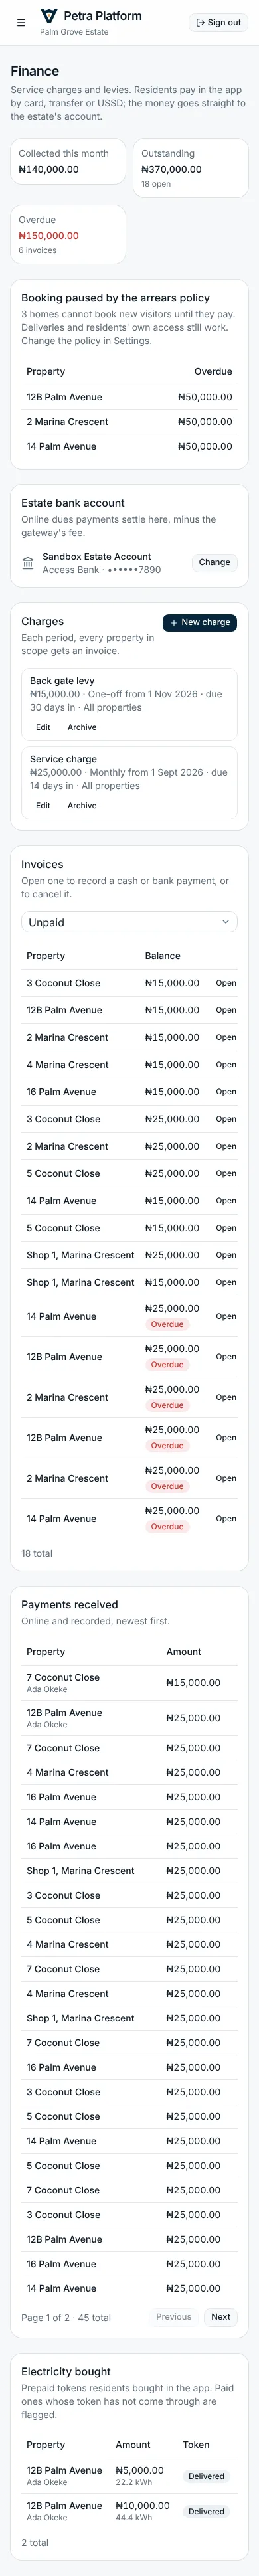 Petra Platform
Palm Grove Estate
Sign out
Finance
Service charges and levies. Residents pay in the app
by card, transfer or USSD; the money goes straight to
the estate's account.
Collected this month
₦140,000.00
Outstanding
₦370,000.00
18 open
Overdue
₦150,000.00
6 invoices
Booking paused by the arrears policy
3 homes cannot book new visitors until they pay.
Deliveries and residents' own access still work.
Change the policy in Settings.
Property Overdue
12B Palm Avenue ₦50,000.00
2 Marina Crescent ₦50,000.00
14 Palm Avenue ₦50,000.00
Estate bank account
Online dues payments settle here, minus the
gateway's fee.
Sandbox Estate Account
Access Bank · ••••••7890
Change
Charges
Each period, every property in
scope gets an invoice.
+ New charge
Back gate levy
₦15,000.00 · One-off from 1 Nov 2026 · due
30 days in · All properties
Edit Archive
Service charge
₦25,000.00 · Monthly from 1 Sept 2026 · due
14 days in · All properties
Edit Archive
Invoices
Open one to record a cash or bank payment, or
to cancel it.
Unpaid
Property Balance
3 Coconut Close ₦15,000.00 Open
12B Palm Avenue ₦15,000.00 Open
2 Marina Crescent ₦15,000.00 Open
4 Marina Crescent ₦15,000.00 Open
16 Palm Avenue ₦15,000.00 Open
3 Coconut Close ₦25,000.00 Open
2 Marina Crescent ₦25,000.00 Open
5 Coconut Close ₦25,000.00 Open
14 Palm Avenue ₦15,000.00 Open
5 Coconut Close ₦15,000.00 Open
Shop 1, Marina Crescent ₦25,000.00 Open
Shop 1, Marina Crescent ₦15,000.00 Open
14 Palm Avenue ₦25,000.00 Open
Overdue
12B Palm Avenue ₦25,000.00 Open
Overdue
2 Marina Crescent ₦25,000.00 Open
Overdue
12B Palm Avenue ₦25,000.00 Open
Overdue
2 Marina Crescent ₦25,000.00 Open
Overdue
14 Palm Avenue ₦25,000.00 Open
Overdue
18 total
Payments received
Online and recorded, newest first.
Property Amount
7 Coconut Close ₦15,000.00
Ada Okeke
12B Palm Avenue ₦25,000.00
Ada Okeke
7 Coconut Close ₦25,000.00
4 Marina Crescent ₦25,000.00
16 Palm Avenue ₦25,000.00
14 Palm Avenue ₦25,000.00
16 Palm Avenue ₦25,000.00
Shop 1, Marina Crescent ₦25,000.00
3 Coconut Close ₦25,000.00
5 Coconut Close ₦25,000.00
4 Marina Crescent ₦25,000.00
7 Coconut Close ₦25,000.00
4 Marina Crescent ₦25,000.00
Shop 1, Marina Crescent ₦25,000.00
7 Coconut Close ₦25,000.00
16 Palm Avenue ₦25,000.00
3 Coconut Close ₦25,000.00
5 Coconut Close ₦25,000.00
14 Palm Avenue ₦25,000.00
5 Coconut Close ₦25,000.00
7 Coconut Close ₦25,000.00
3 Coconut Close ₦25,000.00
12B Palm Avenue ₦25,000.00
16 Palm Avenue ₦25,000.00
14 Palm Avenue ₦25,000.00
Page 1 of 2 · 45 total Previous Next
Electricity bought
Prepaid tokens residents bought in the app. Paid
ones whose token has not come through are
flagged.
Property Amount Token
12B Palm Avenue ₦5,000.00 Delivered
Ada Okeke 22.2 kWh
12B Palm Avenue ₦10,000.00 Delivered
Ada Okeke 44.4 kWh
2 total